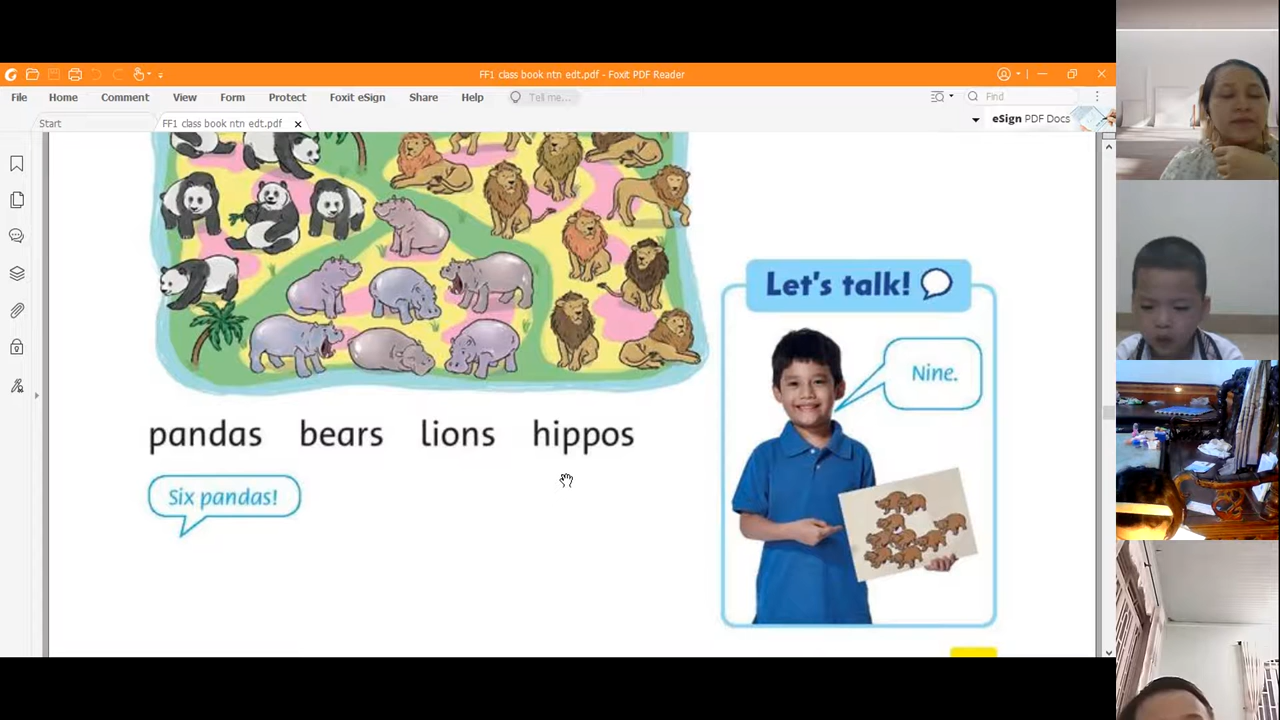 FF1 class book ntn edt.pdf - Foxit PDF Reader
File Home Comment View Form Protect Foxit eSign Share Help Tell me... Find
Start FF1 class book ntn edt.pdf eSign PDF Docs
Let's talk!
Nine.
pandas bears lions hippos
Six pandas!